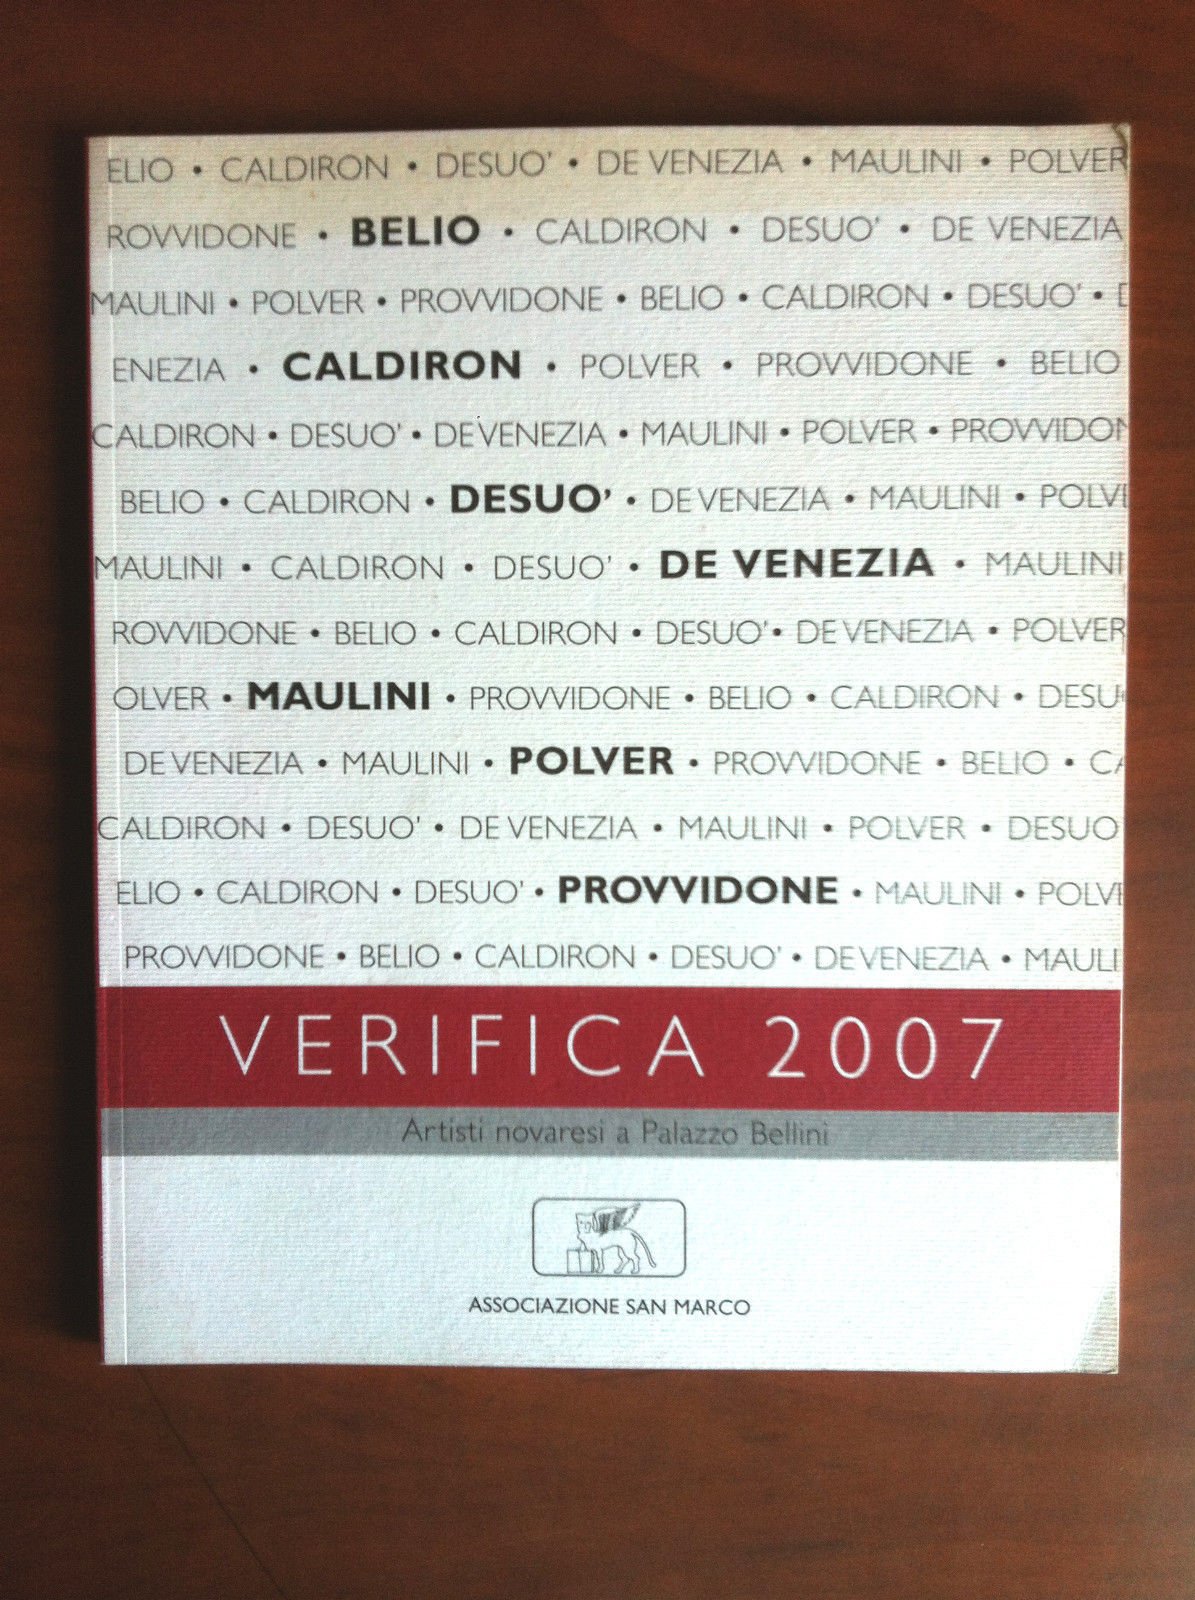 ELIO • CALDIRON • DESUO' • DE VENEZIA • MAULINI • POLVER
ROVVIDONE • BELIO • CALDIRON • DESUO' • DE VENEZIA
MAULINI • POLVER • PROVVIDONE • BELIO • CALDIRON • DESUO' • D
ENEZIA • CALDIRON • POLVER • PROVVIDONE • BELIO
CALDIRON • DESUO' • DE VENEZIA • MAULINI • POLVER • PROVVIDON
BELIO • CALDIRON • DESUO' • DE VENEZIA • MAULINI • POLVE
MAULINI • CALDIRON • DESUO' • DE VENEZIA • MAULINI
ROVVIDONE • BELIO • CALDIRON • DESUO' • DE VENEZIA • POLVER
OLVER • MAULINI • PROVVIDONE • BELIO • CALDIRON • DESUO
DE VENEZIA • MAULINI • POLVER • PROVVIDONE • BELIO • CA
CALDIRON • DESUO' • DE VENEZIA • MAULINI • POLVER • DESUO
ELIO • CALDIRON • DESUO' • PROVVIDONE • MAULINI • POLVE
PROVVIDONE • BELIO • CALDIRON • DESUO' • DE VENEZIA • MAULI
VERIFICA 2007
Artisti novaresi a Palazzo Bellini
ASSOCIAZIONE SAN MARCO